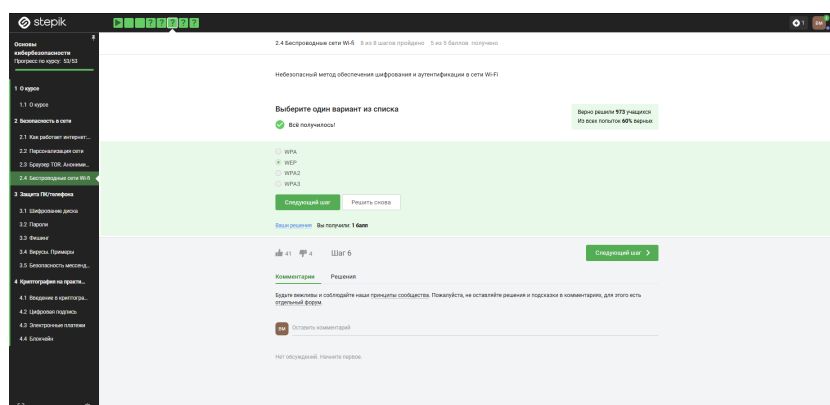 stepik
1
ВМ
Основы
кибербезопасности
Прогресс по курсу: 53/53
1 О курсе
1.1 О курсе
2 Безопасность в сети
2.1 Как работает интернет:...
2.2 Персонализация сети
2.3 Браузер TOR. Аноними...
2.4 Беспроводные сети Wi-fi
3 Защита ПК/телефона
3.1 Шифрование диска
3.2 Пароли
3.3 Фишинг
3.4 Вирусы. Примеры
3.5 Безопасность мессенд...
4 Криптография на практи...
4.1 Введение в криптогра...
4.2 Цифровая подпись
4.3 Электронные платежи
4.4 Блокчейн
2.4 Беспроводные сети Wi-fi 8 из 8 шагов пройдено 5 из 5 баллов получено
Небезопасный метод обеспечения шифрования и аутентификации в сети Wi-Fi
Выберите один вариант из списка
Всё получилось!
Верно решили 973 учащихся
Из всех попыток 60% верных
WPA
WEP
WPA2
WPA3
Следующий шаг Решить снова
Ваши решения Вы получили: 1 балл
41 4 Шаг 6 Следующий шаг
Комментарии Решения
Будьте вежливы и соблюдайте наши принципы сообщества. Пожалуйста, не оставляйте решения и подсказки в комментариях, для этого есть
отдельный форум.
ВМ Оставить комментарий
Нет обсуждений. Начните первое.